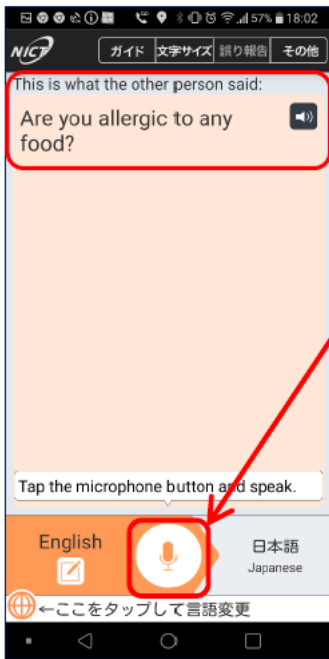 57% 18:02
NICT ガイド 文字サイズ 誤り報告 その他
This is what the other person said:
Are you allergic to any
food?
Tap the microphone button and speak.
English
日本語
Japanese
←ここをタップして言語変更